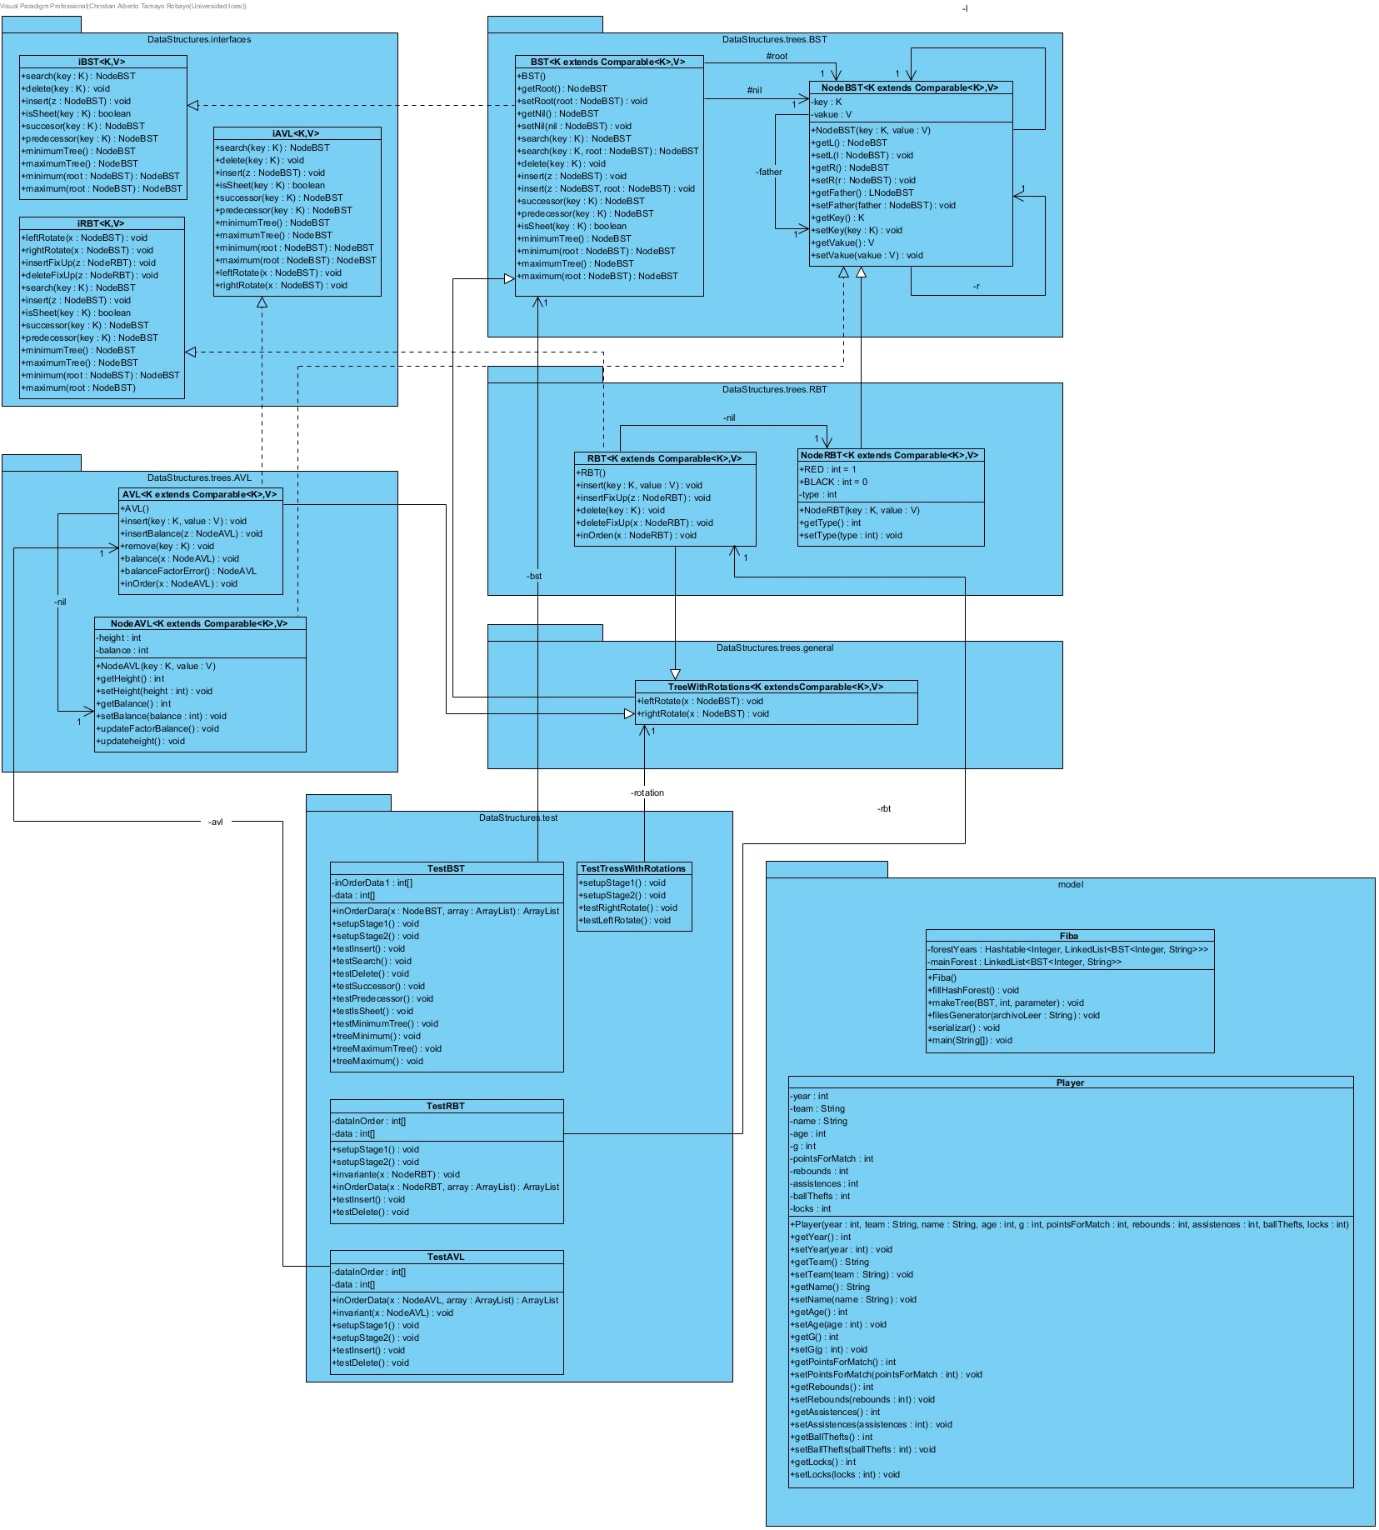 Visual Paradigm Professional(Christian Alberto Tamayo Robayo(Universidad Icesi))
-l
DataStructures.interfaces
iBST<K,V>
+search(key : K) : NodeBST
+delete(key : K) : void
+insert(z : NodeBST) : void
+isSheet(key : K) : boolean
+succesor(key : K) : NodeBST
+predecessor(key : K) : NodeBST
+minimumTree() : NodeBST
+maximumTree() : NodeBST
+minimum(root : NodeBST) : NodeBST
+maximum(root : NodeBST) : NodeBST
iAVL<K,V>
+search(key : K) : NodeBST
+delete(key : K) : void
+insert(z : NodeBST) : void
+isSheet(key : K) : boolean
+successor(key : K) : NodeBST
+predecessor(key : K) : NodeBST
+minimumTree() : NodeBST
+maximumTree() : NodeBST
+minimum(root : NodeBST) : NodeBST
+maximum(root : NodeBST) : NodeBST
+leftRotate(x : NodeBST) : void
+rightRotate(x : NodeBST) : void
iRBT<K,V>
+leftRotate(x : NodeBST) : void
+rightRotate(x : NodeBST) : void
+insertFixUp(z : NodeRBT) : void
+deleteFixUp(z : NodeRBT) : void
+search(key : K) : NodeBST
+insert(z : NodeBST) : void
+isSheet(key : K) : boolean
+successor(key : K) : NodeBST
+predecessor(key : K) : NodeBST
+minimumTree() : NodeBST
+maximumTree() : NodeBST
+minimum(root : NodeBST) : NodeBST
+maximum(root : NodeBST)
DataStructures.trees.BST
BST<K extends Comparable<K>,V>
+BST()
+getRoot() : NodeBST
+setRoot(root : NodeBST) : void
+getNil() : NodeBST
+setNil(nil : NodeBST) : void
+search(key : K) : NodeBST
+search(key : K, root : NodeBST) : NodeBST
+delete(key : K) : void
+insert(z : NodeBST) : void
+insert(z : NodeBST, root : NodeBST) : void
+successor(key : K) : NodeBST
+predecessor(key : K) : NodeBST
+isSheet(key : K) : boolean
+minimumTree() : NodeBST
+minimum(root : NodeBST) : NodeBST
+maximumTree() : NodeBST
+maximum(root : NodeBST) : NodeBST
#root
1
1
#nil
1
-father
1
1
-r
1
NodeBST<K extends Comparable<K>,V>
-key : K
-vakue : V
+NodeBST(key : K, value : V)
+getL() : NodeBST
+setL(l : NodeBST) : void
+getR() : NodeBST
+setR(r : NodeBST) : void
+getFather() : LNodeBST
+setFather(father : NodeBST) : void
+getKey() : K
+setKey(key : K) : void
+getVakue() : V
+setVakue(vakue : V) : void
DataStructures.trees.RBT
-nil
1
RBT<K extends Comparable<K>,V>
+RBT()
+insert(key : K, value : V) : void
+insertFixUp(z : NodeRBT) : void
+delete(key : K) : void
+deleteFixUp(x : NodeRBT) : void
+inOrden(x : NodeRBT) : void
NodeRBT<K extends Comparable<K>,V>
+RED : int = 1
+BLACK : int = 0
-type : int
+NodeRBT(key : K, value : V)
+getType() : int
+setType(type : int) : void
1
-bst
DataStructures.trees.AVL
AVL<K extends Comparable<K>,V>
+AVL()
+insert(key : K, value : V) : void
+insertBalance(z : NodeAVL) : void
+remove(key : K) : void
+balance(x : NodeAVL) : void
+balanceFactorError() : NodeAVL
+inOrder(x : NodeAVL) : void
1
-nil
1
NodeAVL<K extends Comparable<K>,V>
-height : int
-balance : int
+NodeAVL(key : K, value : V)
+getHeight() : int
+setHeight(height : int) : void
+getBalance() : int
+setBalance(balance : int) : void
+updateFactorBalance() : void
+updateheight() : void
DataStructures.trees.general
TreeWithRotations<K extendsComparable<K>,V>
+leftRotate(x : NodeBST) : void
+rightRotate(x : NodeBST) : void
1
-rotation
-rbt
-avl
DataStructures.test
TestBST
-inOrderData1 : int[]
-data : int[]
+inOrderDara(x : NodeBST, array : ArrayList) : ArrayList
+setupStage1() : void
+setupStage2() : void
+testInsert() : void
+testSearch() : void
+testDelete() : void
+testSuccessor() : void
+testPredecessor() : void
+testIsSheet() : void
+testMinimumTree() : void
+treeMinimum() : void
+treeMaximumTree() : void
+treeMaximum() : void
TestTressWithRotations
+setupStage1() : void
+setupStage2() : void
+testRightRotate() : void
+testLeftRotate() : void
TestRBT
-dataInOrder : int[]
-data : int[]
+setupStage1() : void
+setupStage2() : void
+invariante(x : NodeRBT) : void
+inOrderData(x : NodeRBT, array : ArrayList) : ArrayList
+testInsert() : void
+testDelete() : void
TestAVL
-dataInOrder : int[]
-data : int[]
+inOrderData(x : NodeAVL, array : ArrayList) : ArrayList
+invariant(x : NodeAVL) : void
+setupStage1() : void
+setupStage2() : void
+testInsert() : void
+testDelete() : void
model
Fiba
-forestYears : Hashtable<Integer, LinkedList<BST<Integer, String>>>
-mainForest : LinkedList<BST<Integer, String>>
+Fiba()
+fillHashForest() : void
+makeTree(BST, int, parameter) : void
+filesGenerator(archivoLeer : String) : void
+serializar() : void
+main(String[]) : void
Player
-year : int
-team : String
-name : String
-age : int
-g : int
-pointsForMatch : int
-rebounds : int
-assistences : int
-ballThefts : int
-locks : int
+Player(year : int, team : String, name : String, age : int, g : int, pointsForMatch : int, rebounds : int, assistences : int, ballThefts, locks : int)
+getYear() : int
+setYear(year : int) : void
+getTeam() : String
+setTeam(team : String) : void
+getName() : String
+setName(name : String) : void
+getAge() : int
+setAge(age : int) : void
+getG() : int
+setG(g : int) : void
+getPointsForMatch() : int
+setPointsForMatch(pointsForMatch : int) : void
+getRebounds() : int
+setRebounds(rebounds : int) : void
+getAssistences() : int
+setAssistences(assistences : int) : void
+getBallThefts() : int
+setBallThefts(ballThefts : int) : void
+getLocks() : int
+setLocks(locks : int) : void